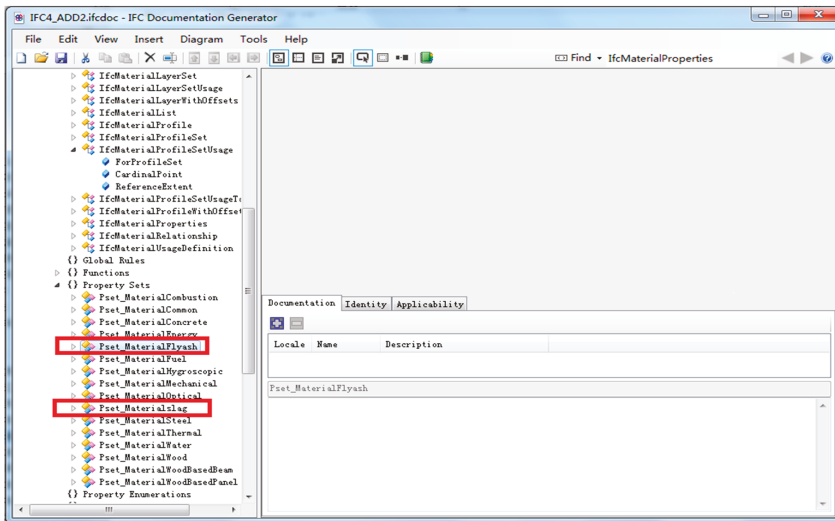 IFC4_ADD2.ifcdoc - IFC Documentation Generator
File Edit View Insert Diagram Tools Help
Find IfcMaterialProperties
IfcMaterialLayerSet
IfcMaterialLayerSetUsage
IfcMaterialLayerWithOffsets
IfcMaterialList
IfcMaterialProfile
IfcMaterialProfileSet
IfcMaterialProfileSetUsage
ForProfileSet
CardinalPoint
ReferenceExtent
IfcMaterialProfileSetUsageT
IfcMaterialProfileWithOffset
IfcMaterialProperties
IfcMaterialRelationship
IfcMaterialUsageDefinition
{} Global Rules
{} Functions
{} Property Sets
Pset_MaterialCombustion
Pset_MaterialCommon
Pset_MaterialConcrete
Pset_MaterialEnergy
Pset_MaterialFlyash
Pset_MaterialFuel
Pset_MaterialHygroscopic
Pset_MaterialMechanical
Pset_MaterialOptical
Pset_Materialslag
Pset_MaterialSteel
Pset_MaterialThermal
Pset_MaterialWater
Pset_MaterialWood
Pset_MaterialWoodBasedBeam
Pset_MaterialWoodBasedPanel
{} Property Enumerations
Documentation Identity Applicability
Locale Name Description
Pset_MaterialFlyash